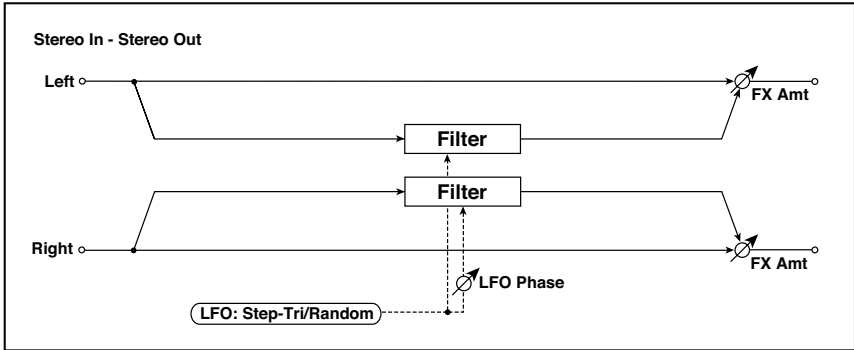 Stereo In - Stereo Out
Left
FX Amt
Filter
Filter
Right
FX Amt
LFO Phase
LFO: Step-Tri/Random